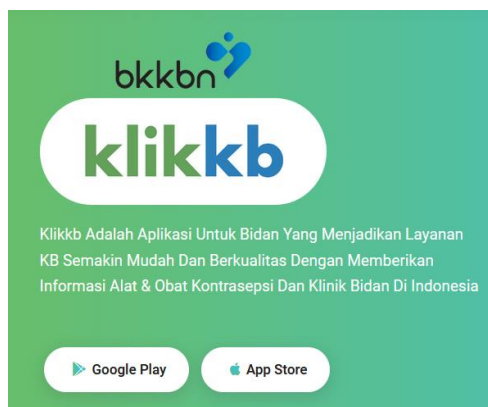 bkkbn
klikkb
Klikkb Adalah Aplikasi Untuk Bidan Yang Menjadikan Layanan
KB Semakin Mudah Dan Berkualitas Dengan Memberikan
Informasi Alat & Obat Kontrasepsi Dan Klinik Bidan Di Indonesia
Google Play
App Store